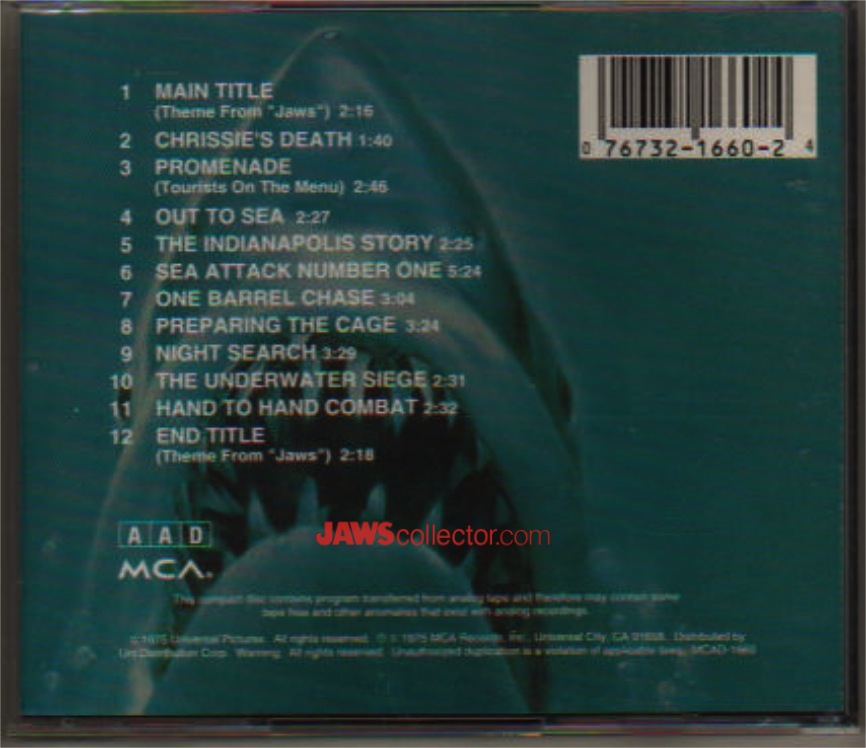 1 MAIN TITLE
(Theme From "Jaws") 2:16
2 CHRISSIE'S DEATH 1:40
3 PROMENADE
(Tourists On The Menu) 2:46
4 OUT TO SEA 2:27
5 THE INDIANAPOLIS STORY 2:25
6 SEA ATTACK NUMBER ONE 5:24
7 ONE BARREL CHASE 3:04
8 PREPARING THE CAGE 3:24
9 NIGHT SEARCH 3:29
10 THE UNDERWATER SIEGE 2:31
11 HAND TO HAND COMBAT 2:32
12 END TITLE
(Theme From "Jaws") 2:18
0 76732-1660-2 4
A A D
JAWScollector.com
MCA.
This compact disc contains program transferred from analog tape and therefore may contain some
tape hiss and other anomalies that exist with analog recordings.
1975 Universal Pictures. All rights reserved. 1975 MCA Records, Inc., Universal City, CA Distributed by
Uni Distribution Corp. Warning: All rights reserved. Unauthorized duplication is a violation of applicable laws. MCAD-1660